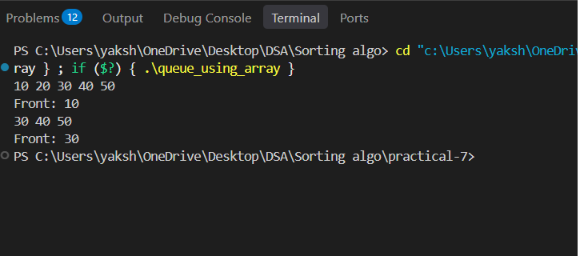 Problems 12 Output Debug Console Terminal Ports
PS C:\Users\yaksh\OneDrive\Desktop\DSA\Sorting algo> cd "c:\Users\yaksh\OneDriv
ray } ; if ($?) { .\queue_using_array }
10 20 30 40 50
Front: 10
30 40 50
Front: 30
PS C:\Users\yaksh\OneDrive\Desktop\DSA\Sorting algo\practical-7>